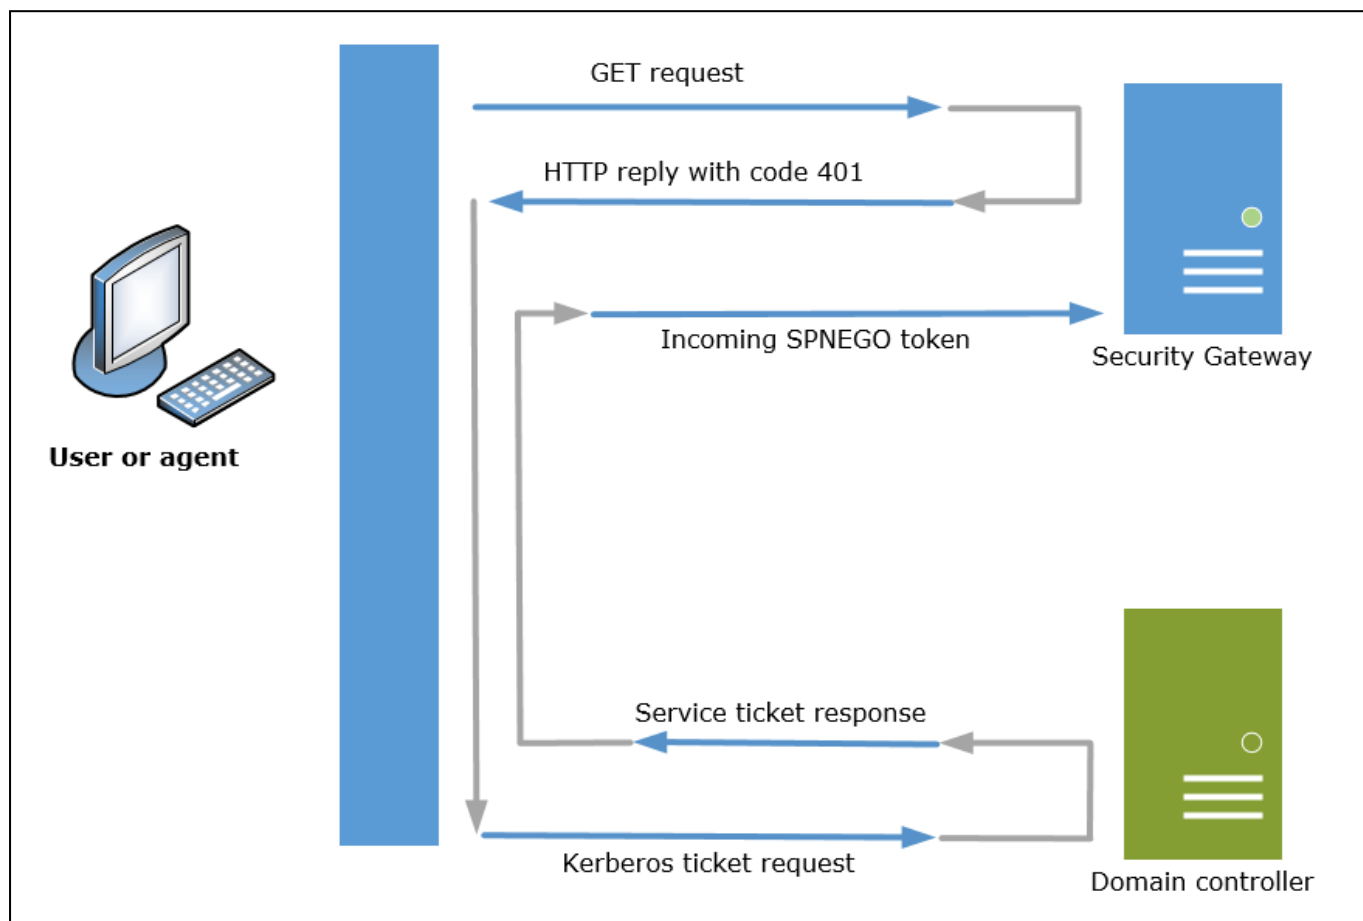 GET request
HTTP reply with code 401
Incoming SPNEGO token
Security Gateway
User or agent
Service ticket response
Kerberos ticket request
Domain controller